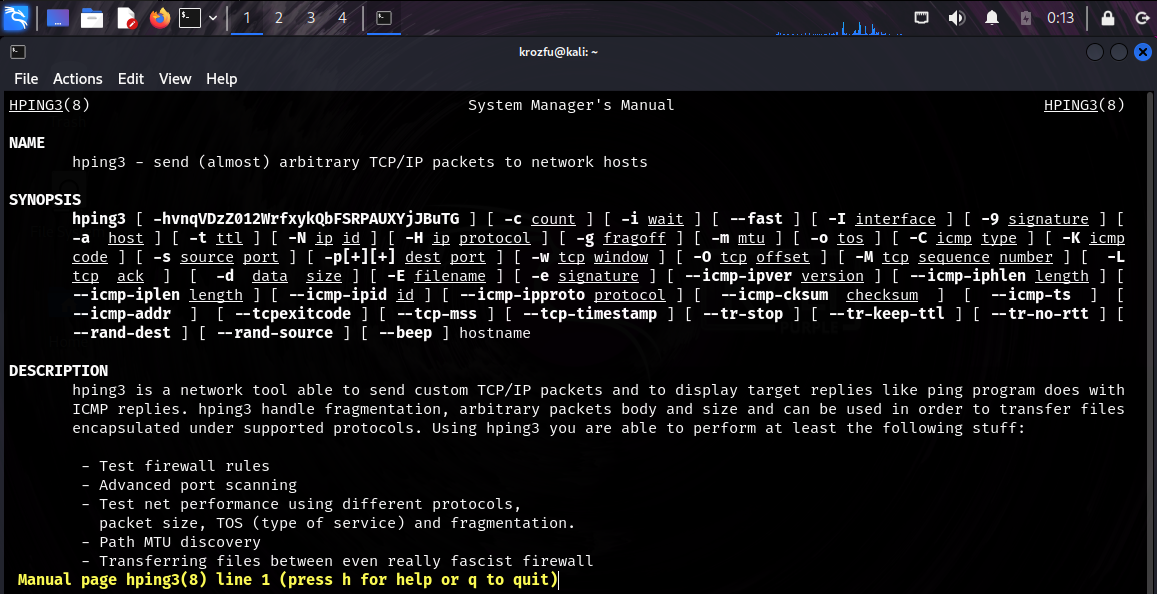 1 2 3 4 0:13
krozfu@kali: ~
File Actions Edit View Help
HPING3(8) System Manager's Manual HPING3(8)
NAME
hping3 - send (almost) arbitrary TCP/IP packets to network hosts
SYNOPSIS
hping3 [ -hvnqVDzZ012WrfxykQbFSRPAUXYjJBuTG ] [ -c count ] [ -i wait ] [ --fast ] [ -I interface ] [ -9 signature ] [
-a host ] [ -t ttl ] [ -N ip id ] [ -H ip protocol ] [ -g fragoff ] [ -m mtu ] [ -o tos ] [ -C icmp type ] [ -K icmp
code ] [ -s source port ] [ -p[+][+] dest port ] [ -w tcp window ] [ -O tcp offset ] [ -M tcp sequence number ] [ -L
tcp ack ] [ -d data size ] [ -E filename ] [ -e signature ] [ --icmp-ipver version ] [ --icmp-iphlen length ] [
--icmp-iplen length ] [ --icmp-ipid id ] [ --icmp-ipproto protocol ] [ --icmp-cksum checksum ] [ --icmp-ts ] [
--icmp-addr ] [ --tcpexitcode ] [ --tcp-mss ] [ --tcp-timestamp ] [ --tr-stop ] [ --tr-keep-ttl ] [ --tr-no-rtt ] [
--rand-dest ] [ --rand-source ] [ --beep ] hostname
DESCRIPTION
hping3 is a network tool able to send custom TCP/IP packets and to display target replies like ping program does with
ICMP replies. hping3 handle fragmentation, arbitrary packets body and size and can be used in order to transfer files
encapsulated under supported protocols. Using hping3 you are able to perform at least the following stuff:
- Test firewall rules
- Advanced port scanning
- Test net performance using different protocols,
packet size, TOS (type of service) and fragmentation.
- Path MTU discovery
- Transferring files between even really fascist firewall
Manual page hping3(8) line 1 (press h for help or q to quit)